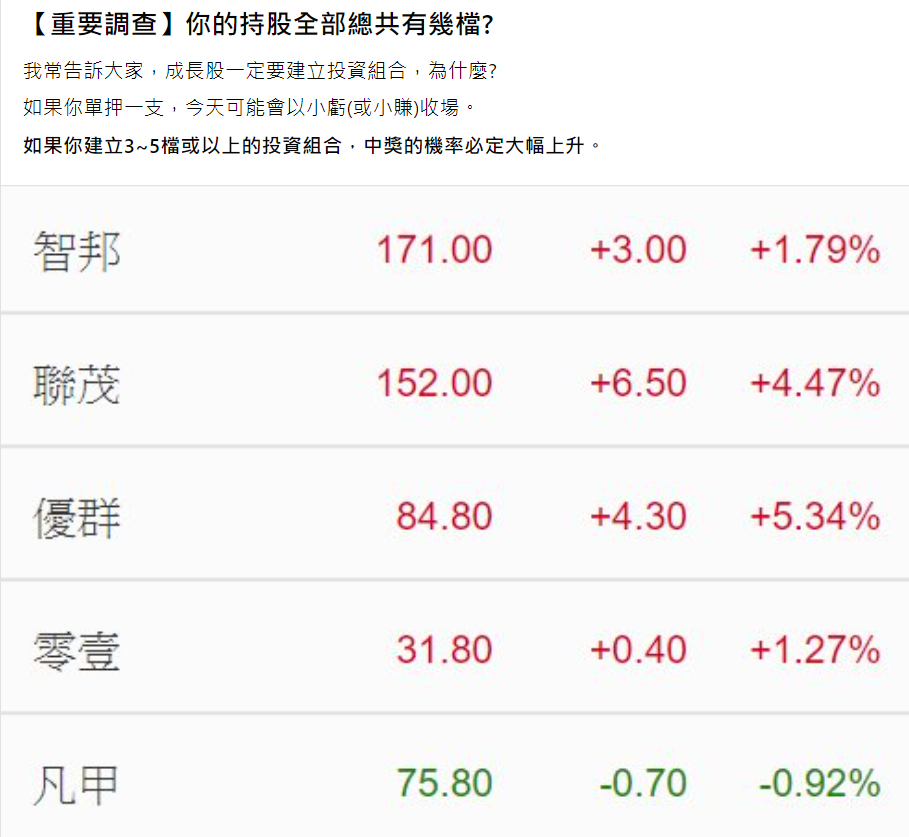 【重要調查】你的持股全部總共有幾檔?
我常告訴大家，成長股一定要建立投資組合，為什麼?
如果你單押一支，今天可能會以小虧(或小賺)收場。
如果你建立3~5檔或以上的投資組合，中獎的機率必定大幅上升。
智邦 171.00 +3.00 +1.79%
聯茂 152.00 +6.50 +4.47%
優群 84.80 +4.30 +5.34%
零壹 31.80 +0.40 +1.27%
凡甲 75.80 -0.70 -0.92%